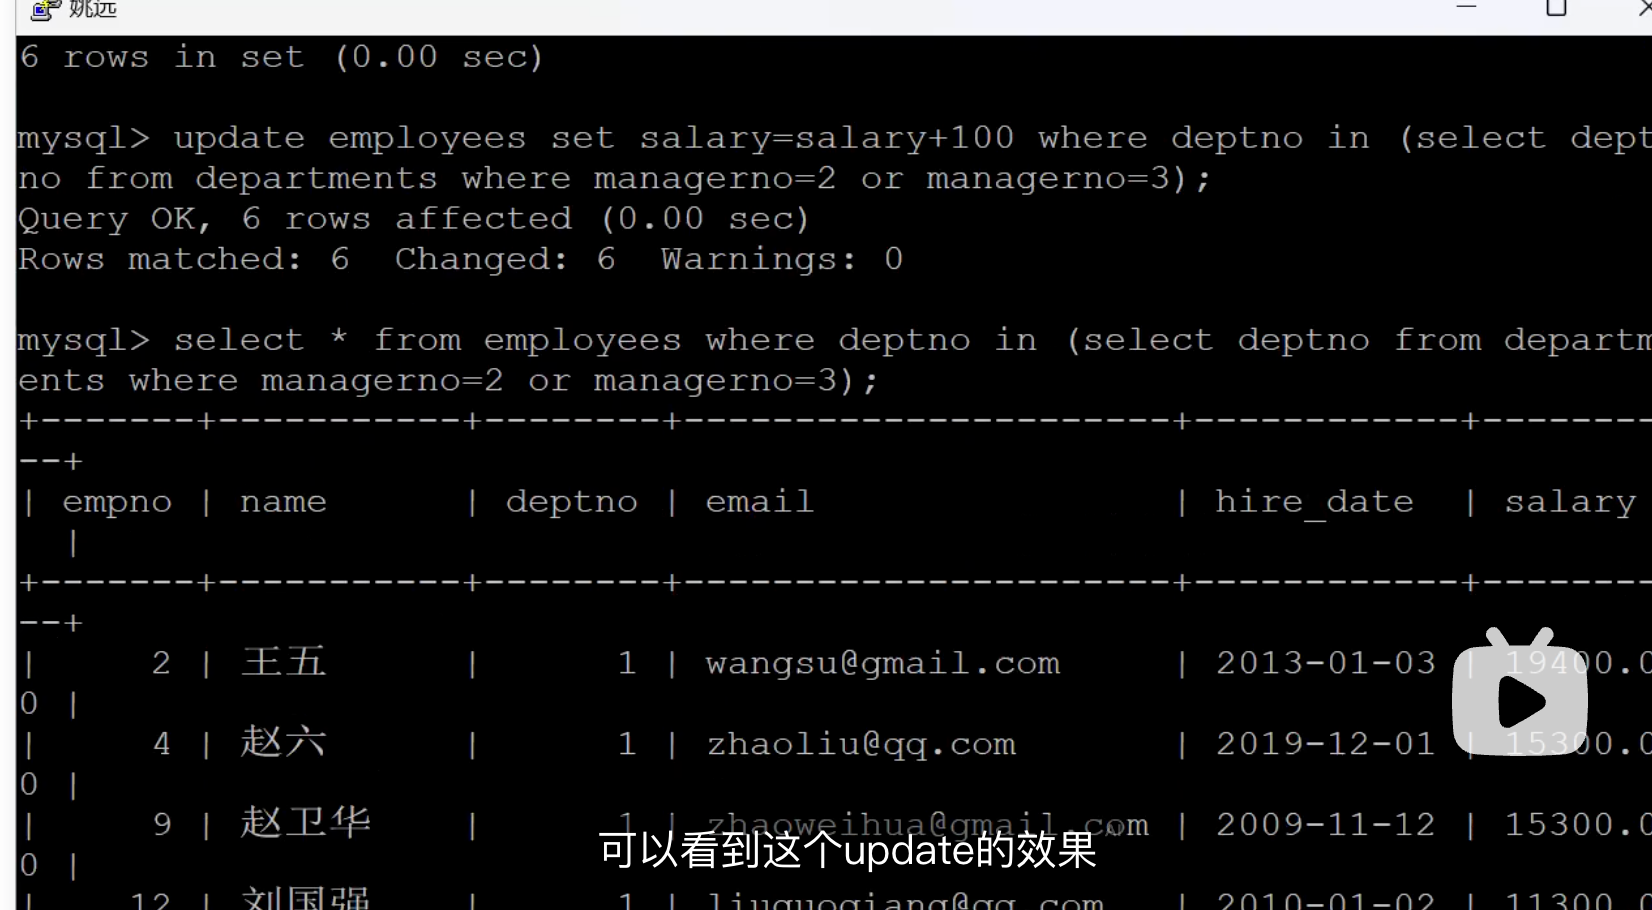 姚远
6 rows in set (0.00 sec)
mysql> update employees set salary=salary+100 where deptno in (select dept
no from departments where managerno=2 or managerno=3);
Query OK, 6 rows affected (0.00 sec)
Rows matched: 6  Changed: 6  Warnings: 0
mysql> select * from employees where deptno in (select deptno from departm
ents where managerno=2 or managerno=3);
+-------+-----------+--------+----------------------+------------+--------
--+
| empno | name      | deptno | email                | hire_date  | salary
  |
+-------+-----------+--------+----------------------+------------+--------
--+
|     2 | 王五      |      1 | wangsu@gmail.com     | 2013-01-03 | 19400.0
0 |
|     4 | 赵六      |      1 | zhaoliu@qq.com       | 2019-12-01 | 15300.0
0 |
|     9 | 赵卫华    |      1 | zhaoweihua@gmail.com | 2009-11-12 | 15300.0
0 |
|    12 | 刘国强    |      1 | liuguoqiang@qq.com   | 2010-01-02 | 11300.0
可以看到这个update的效果